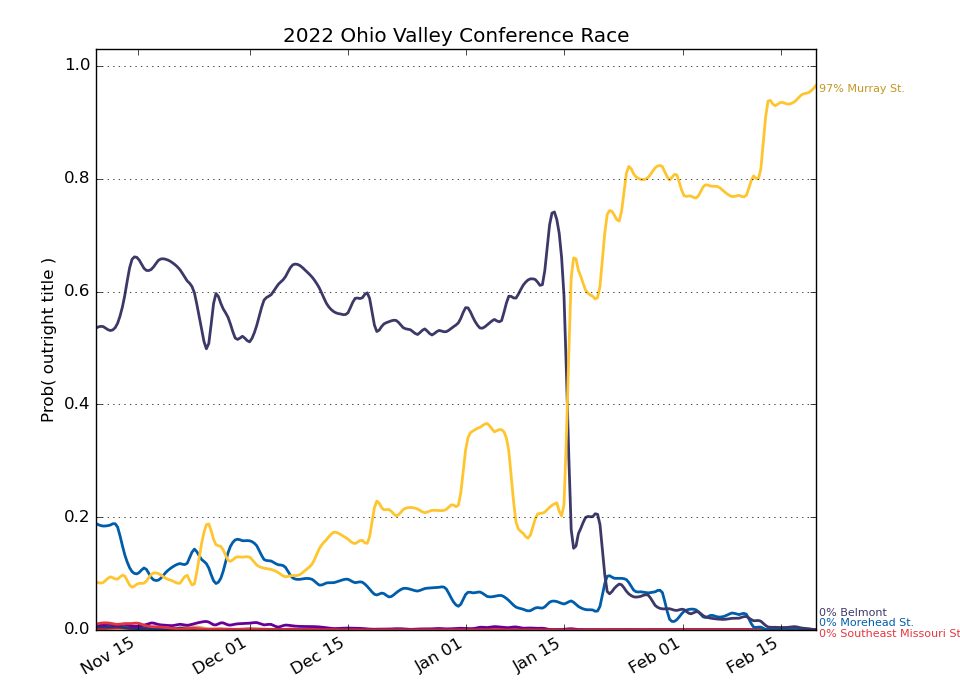 2022 Ohio Valley Conference Race
Prob( outright title )
1.0
0.8
0.6
0.4
0.2
0.0
Nov 15
Dec 01
Dec 15
Jan 01
Jan 15
Feb 01
Feb 15
97% Murray St.
0% Belmont
0% Morehead St.
0% Southeast Missouri St